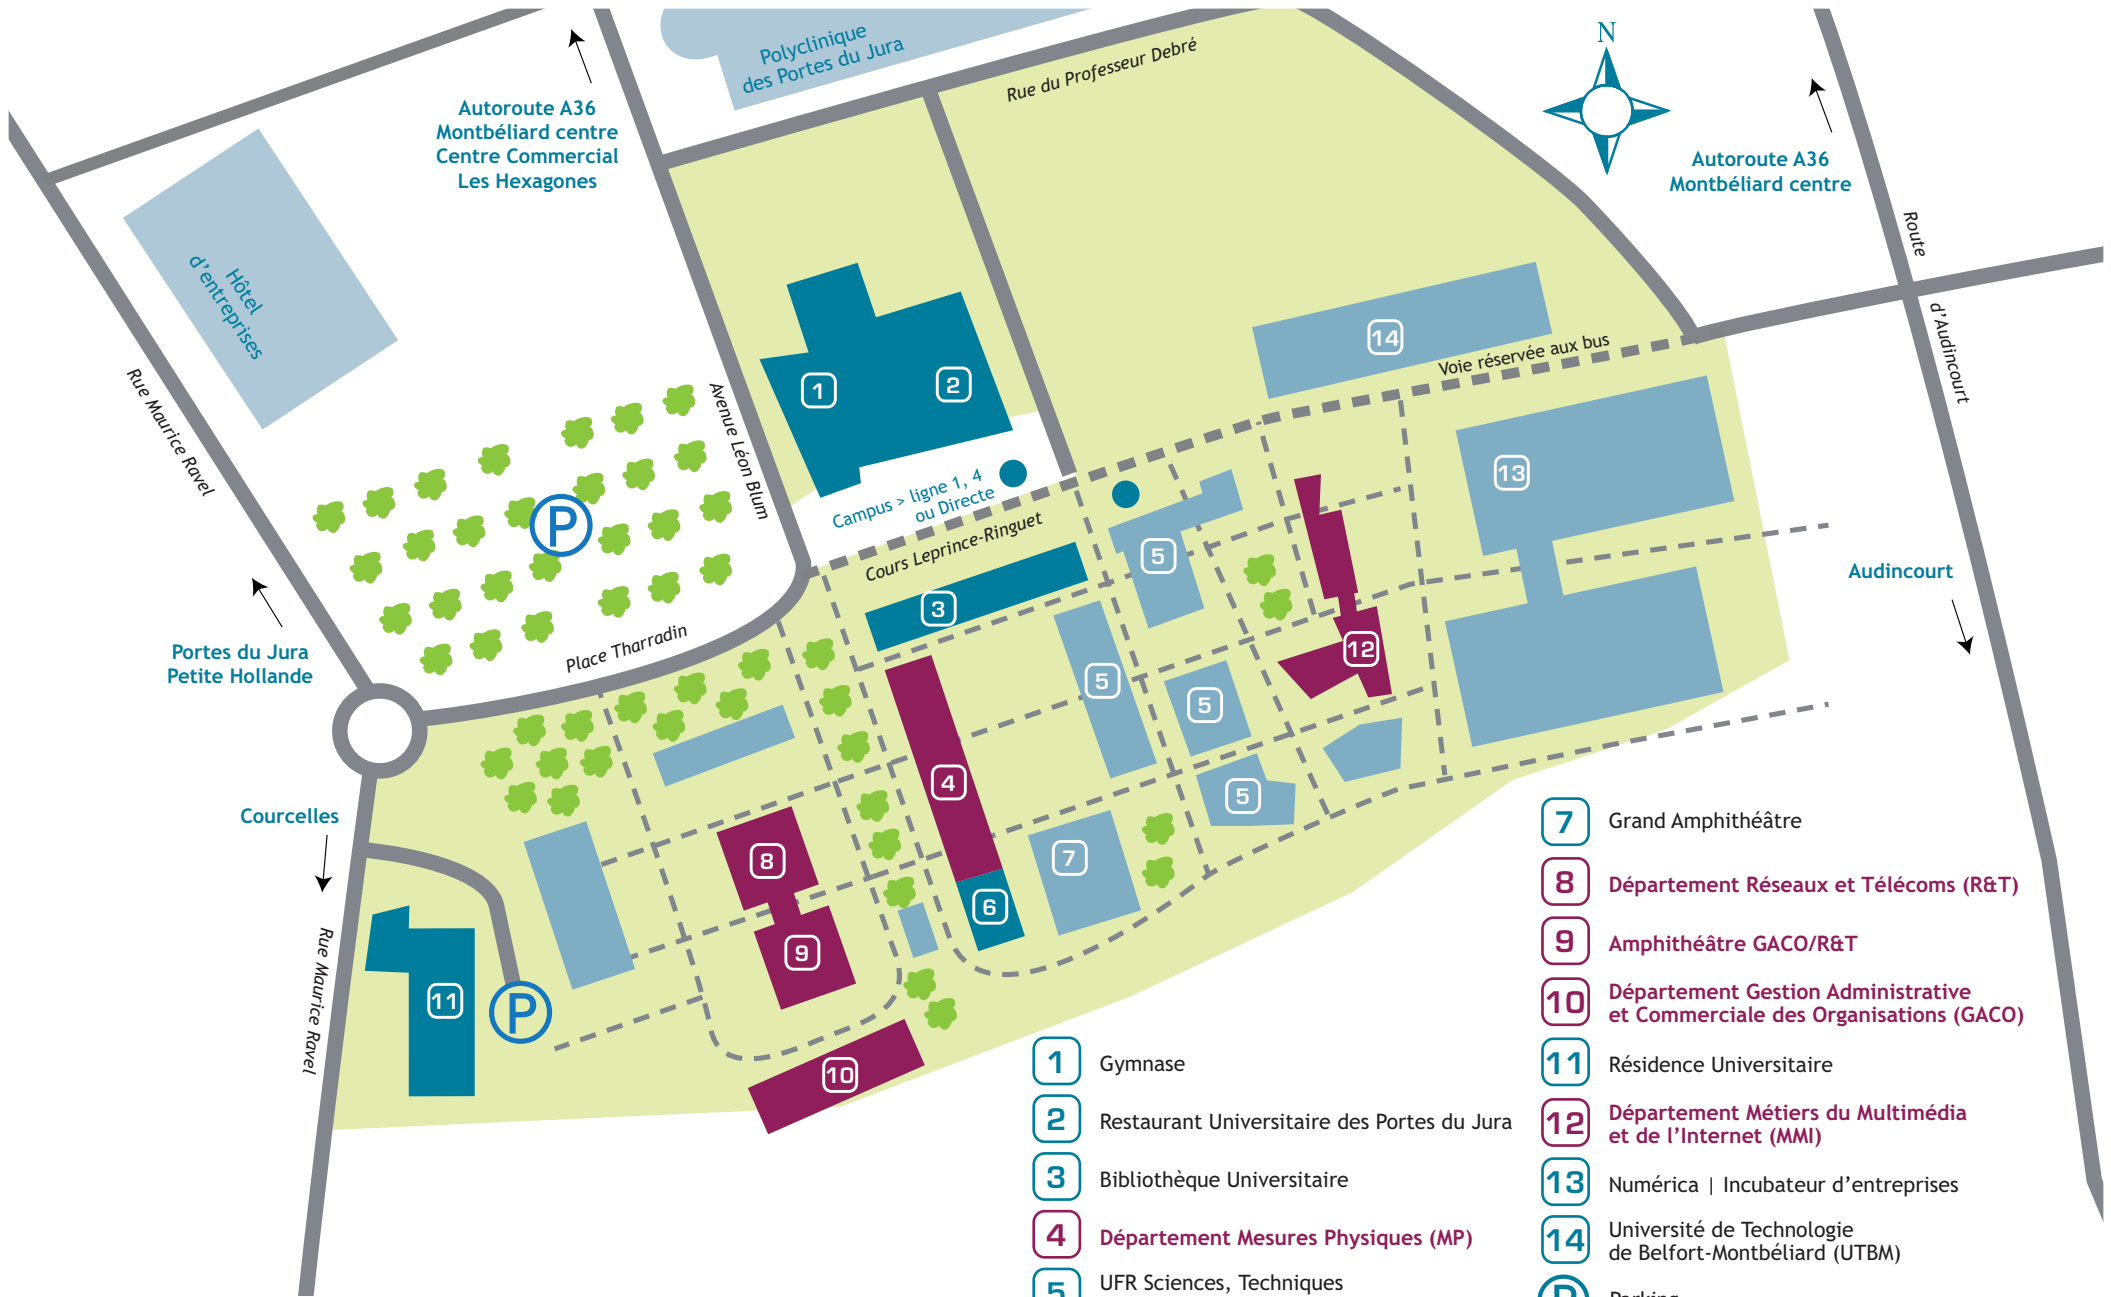 Polyclinique
des Portes du Jura
Rue du Professeur Debré
N
Autoroute A36
Montbéliard centre
Centre Commercial
Les Hexagones
Autoroute A36
Montbéliard centre
Route
d'Audincourt
Hôtel
d'entreprises
Rue Maurice Ravel
Avenue Léon Blum
1
2
14
Voie réservée aux bus
13
P
Campus > ligne 1, 4
ou Directe
Cours Leprince-Ringuet
3
5
Audincourt
Place Tharradin
Portes du Jura
Petite Hollande
12
5
5
4
5
Courcelles
8
7
6
9
11
P
10
Rue Maurice Ravel
1 Gymnase
2 Restaurant Universitaire des Portes du Jura
3 Bibliothèque Universitaire
4 Département Mesures Physiques (MP)
5 UFR Sciences, Techniques
7 Grand Amphithéâtre
8 Département Réseaux et Télécoms (R&T)
9 Amphithéâtre GACO/R&T
10 Département Gestion Administrative
et Commerciale des Organisations (GACO)
11 Résidence Universitaire
12 Département Métiers du Multimédia
et de l'Internet (MMI)
13 Numérica | Incubateur d'entreprises
14 Université de Technologie
de Belfort-Montbéliard (UTBM)
P Parking